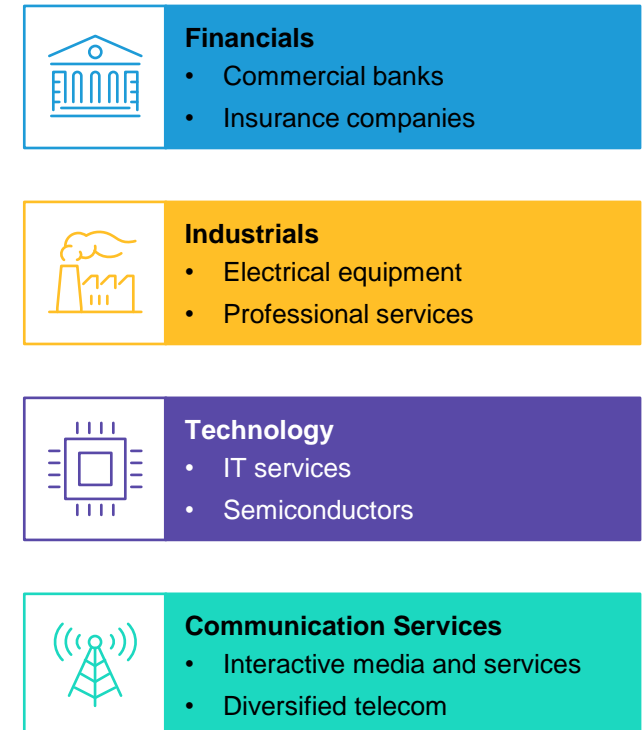 Financials
• Commercial banks
• Insurance companies
Industrials
• Electrical equipment
• Professional services
Technology
• IT services
• Semiconductors
Communication Services
• Interactive media and services
• Diversified telecom